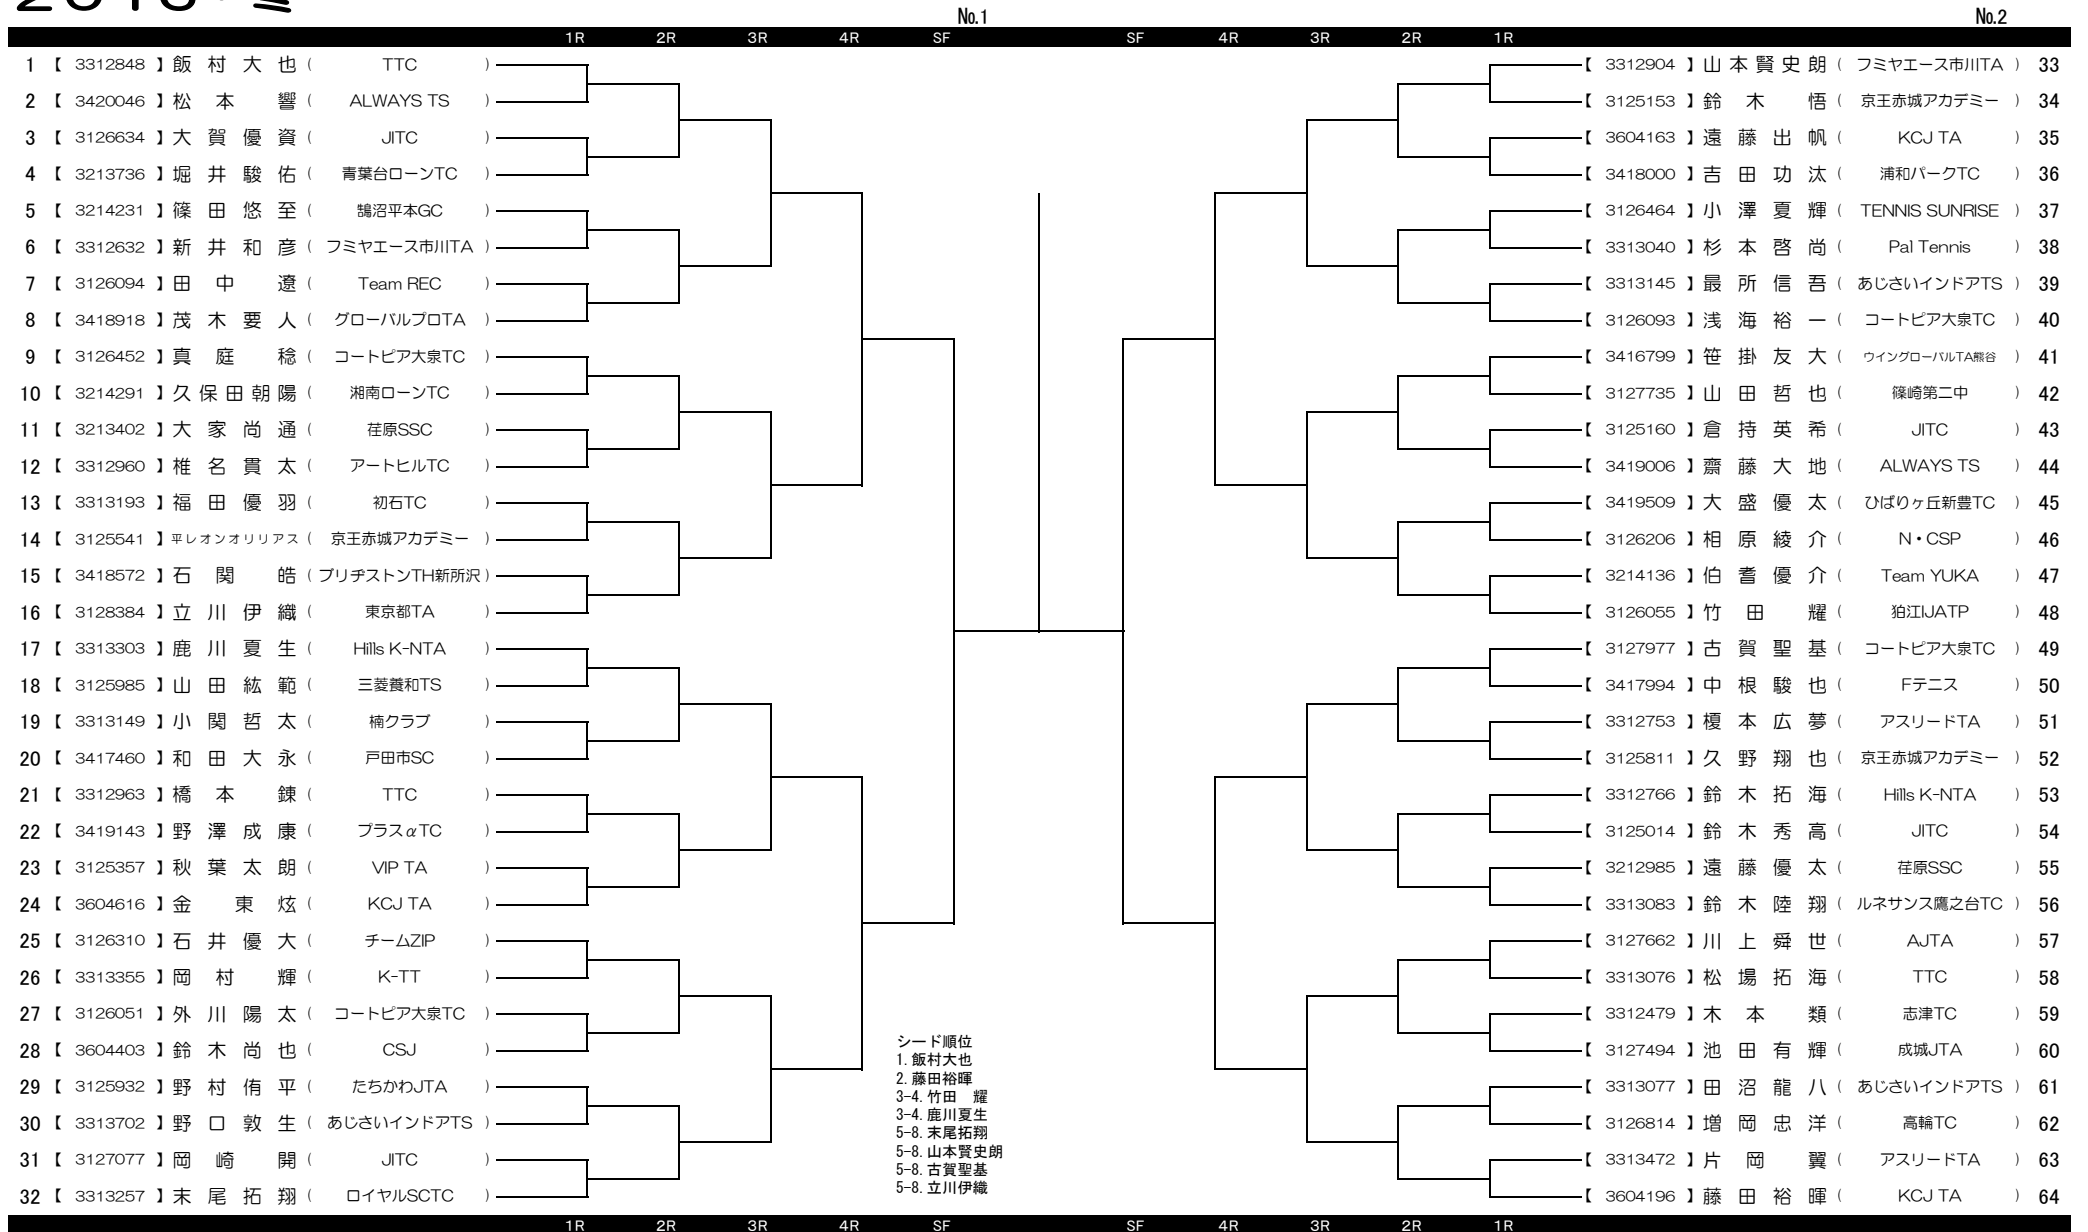 No.1
No.2
1R 2R 3R 4R SF SF 4R 3R 2R 1R
1 【 3312848 】 飯村大也 ( TTC )
2 【 3420046 】 松本響 ( ALWAYS TS )
3 【 3126634 】 大賀優資 ( JITC )
4 【 3213736 】 堀井駿佑 ( 青葉台ローンTC )
5 【 3214231 】 篠田悠至 ( 鵠沼平本GC )
6 【 3312632 】 新井和彦 ( フミヤエース市川TA )
7 【 3126094 】 田中遼 ( Team REC )
8 【 3418918 】 茂木要人 ( グローバルプロTA )
9 【 3126452 】 真庭稔 ( コートピア大泉TC )
10 【 3214291 】 久保田朝陽 ( 湘南ローンTC )
11 【 3213402 】 大家尚通 ( 荏原SSC )
12 【 3312960 】 椎名貫太 ( アートヒルTC )
13 【 3313193 】 福田優羽 ( 初石TC )
14 【 3125541 】 平レオンオリリアス ( 京王赤城アカデミー )
15 【 3418572 】 石関皓 ( ブリヂストンTH新所沢 )
16 【 3128384 】 立川伊織 ( 東京都TA )
17 【 3313303 】 鹿川夏生 ( Hills K-NTA )
18 【 3125985 】 山田紘範 ( 三菱養和TS )
19 【 3313149 】 小関哲太 ( 楠クラブ )
20 【 3417460 】 和田大永 ( 戸田市SC )
21 【 3312963 】 橋本錬 ( TTC )
22 【 3419143 】 野澤成康 ( プラスαTC )
23 【 3125357 】 秋葉太朗 ( VIP TA )
24 【 3604616 】 金東炫 ( KCJ TA )
25 【 3126310 】 石井優大 ( チームZIP )
26 【 3313355 】 岡村輝 ( K-TT )
27 【 3126051 】 外川陽太 ( コートピア大泉TC )
28 【 3604403 】 鈴木尚也 ( CSJ )
29 【 3125932 】 野村侑平 ( たちかわJTA )
30 【 3313702 】 野口敦生 ( あじさいインドアTS )
31 【 3127077 】 岡崎開 ( JITC )
32 【 3313257 】 末尾拓翔 ( ロイヤルSCTC )
シード順位
1. 飯村大也
2. 藤田裕暉
3-4. 竹田 耀
3-4. 鹿川夏生
5-8. 末尾拓翔
5-8. 山本賢史朗
5-8. 古賀聖基
5-8. 立川伊織
【 3312904 】 山本賢史朗 ( フミヤエース市川TA ) 33
【 3125153 】 鈴木悟 ( 京王赤城アカデミー ) 34
【 3604163 】 遠藤出帆 ( KCJ TA ) 35
【 3418000 】 吉田功汰 ( 浦和パークTC ) 36
【 3126464 】 小澤夏輝 ( TENNIS SUNRISE ) 37
【 3313040 】 杉本啓尚 ( Pal Tennis ) 38
【 3313145 】 最所信吾 ( あじさいインドアTS ) 39
【 3126093 】 浅海裕一 ( コートピア大泉TC ) 40
【 3416799 】 笹掛友大 ( ウイングローバルTA熊谷 ) 41
【 3127735 】 山田哲也 ( 篠崎第二中 ) 42
【 3125160 】 倉持英希 ( JITC ) 43
【 3419006 】 齋藤大地 ( ALWAYS TS ) 44
【 3419509 】 大盛優太 ( ひばりヶ丘新豊TC ) 45
【 3126206 】 相原綾介 ( N・CSP ) 46
【 3214136 】 伯耆優介 ( Team YUKA ) 47
【 3126055 】 竹田耀 ( 狛江IJATP ) 48
【 3127977 】 古賀聖基 ( コートピア大泉TC ) 49
【 3417994 】 中根駿也 ( Fテニス ) 50
【 3312753 】 榎本広夢 ( アスリードTA ) 51
【 3125811 】 久野翔也 ( 京王赤城アカデミー ) 52
【 3312766 】 鈴木拓海 ( Hills K-NTA ) 53
【 3125014 】 鈴木秀高 ( JITC ) 54
【 3212985 】 遠藤優太 ( 荏原SSC ) 55
【 3313083 】 鈴木陸翔 ( ルネサンス鷹之台TC ) 56
【 3127662 】 川上舜世 ( AJTA ) 57
【 3313076 】 松場拓海 ( TTC ) 58
【 3312479 】 木本類 ( 志津TC ) 59
【 3127494 】 池田有輝 ( 成城JTA ) 60
【 3313077 】 田沼龍八 ( あじさいインドアTS ) 61
【 3126814 】 増岡忠洋 ( 高輪TC ) 62
【 3313472 】 片岡翼 ( アスリードTA ) 63
【 3604196 】 藤田裕暉 ( KCJ TA ) 64
1R 2R 3R 4R SF SF 4R 3R 2R 1R